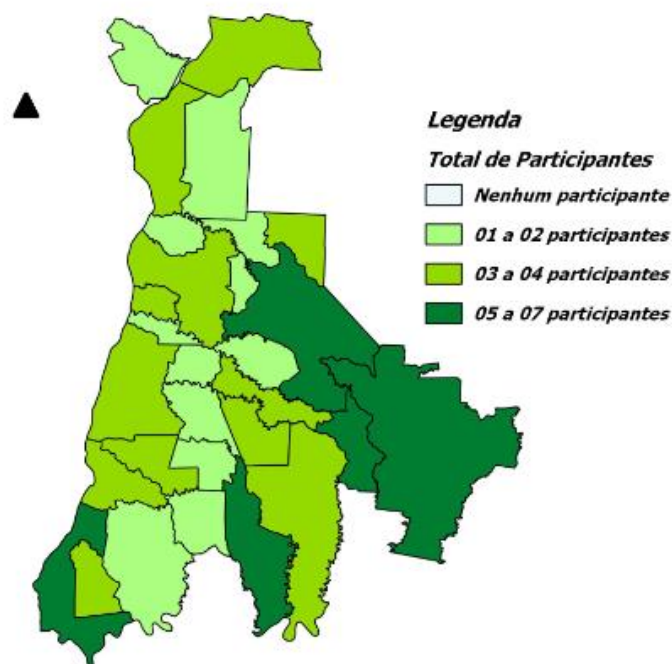 Legenda
Total de Participantes
Nenhum participante
01 a 02 participantes
03 a 04 participantes
05 a 07 participantes